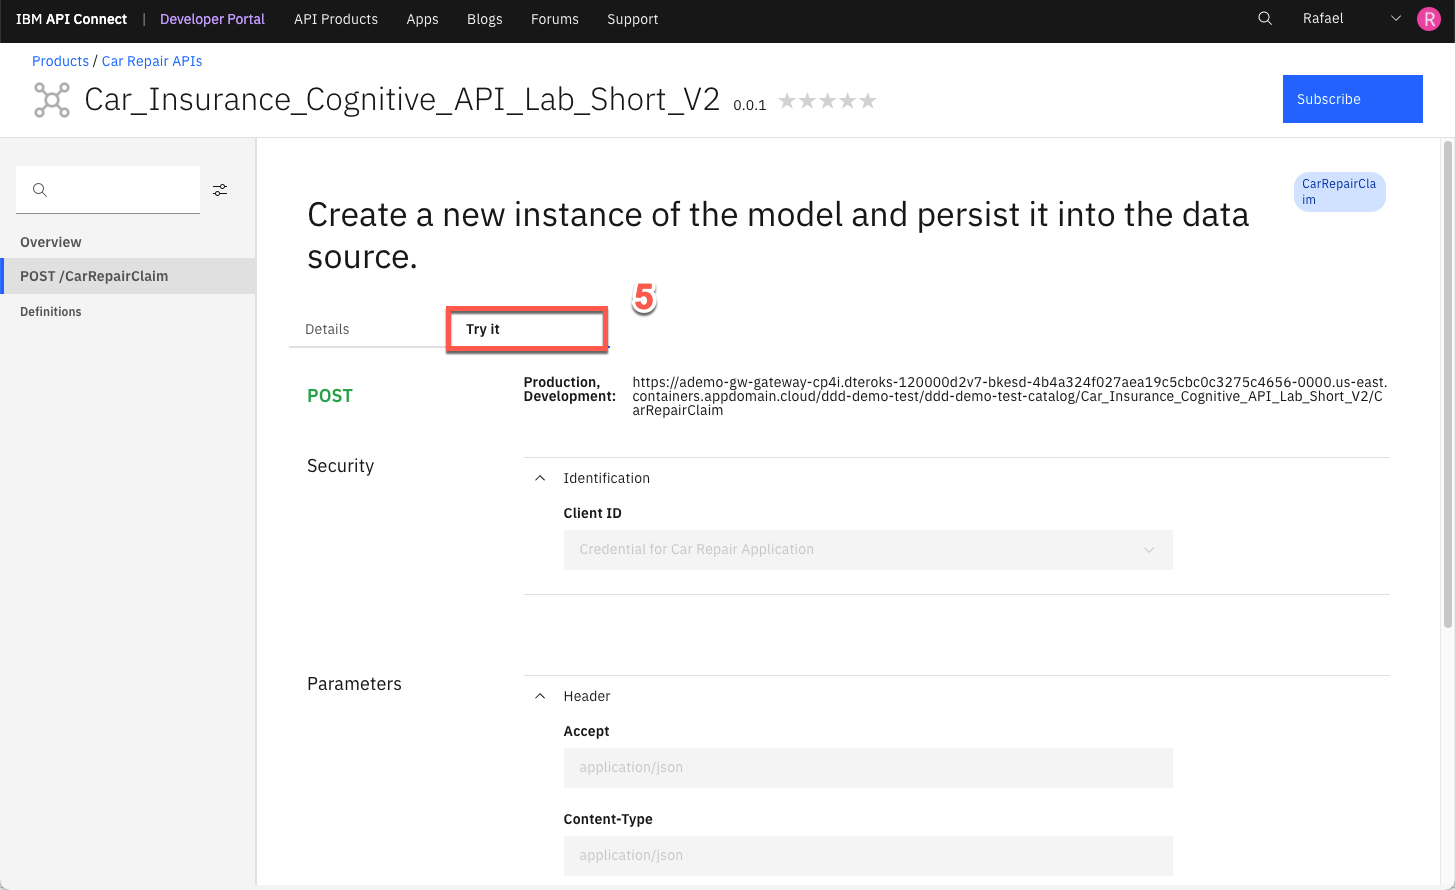 IBM API Connect | Developer Portal API Products Apps Blogs Forums Support Rafael R
Products / Car Repair APIs
Car_Insurance_Cognitive_API_Lab_Short_V2 0.0.1
Subscribe
Overview
POST /CarRepairClaim
Definitions
CarRepairCla
im
Create a new instance of the model and persist it into the data
source.
5
Details Try it
POST
Production,
Development:
https://ademo-gw-gateway-cp4i.dteroks-120000d2v7-bkesd-4b4a324f027aea19c5cbc0c3275c4656-0000.us-east.
containers.appdomain.cloud/ddd-demo-test/ddd-demo-test-catalog/Car_Insurance_Cognitive_API_Lab_Short_V2/C
arRepairClaim
Security
Identification
Client ID
Credential for Car Repair Application
Parameters
Header
Accept
application/json
Content-Type
application/json